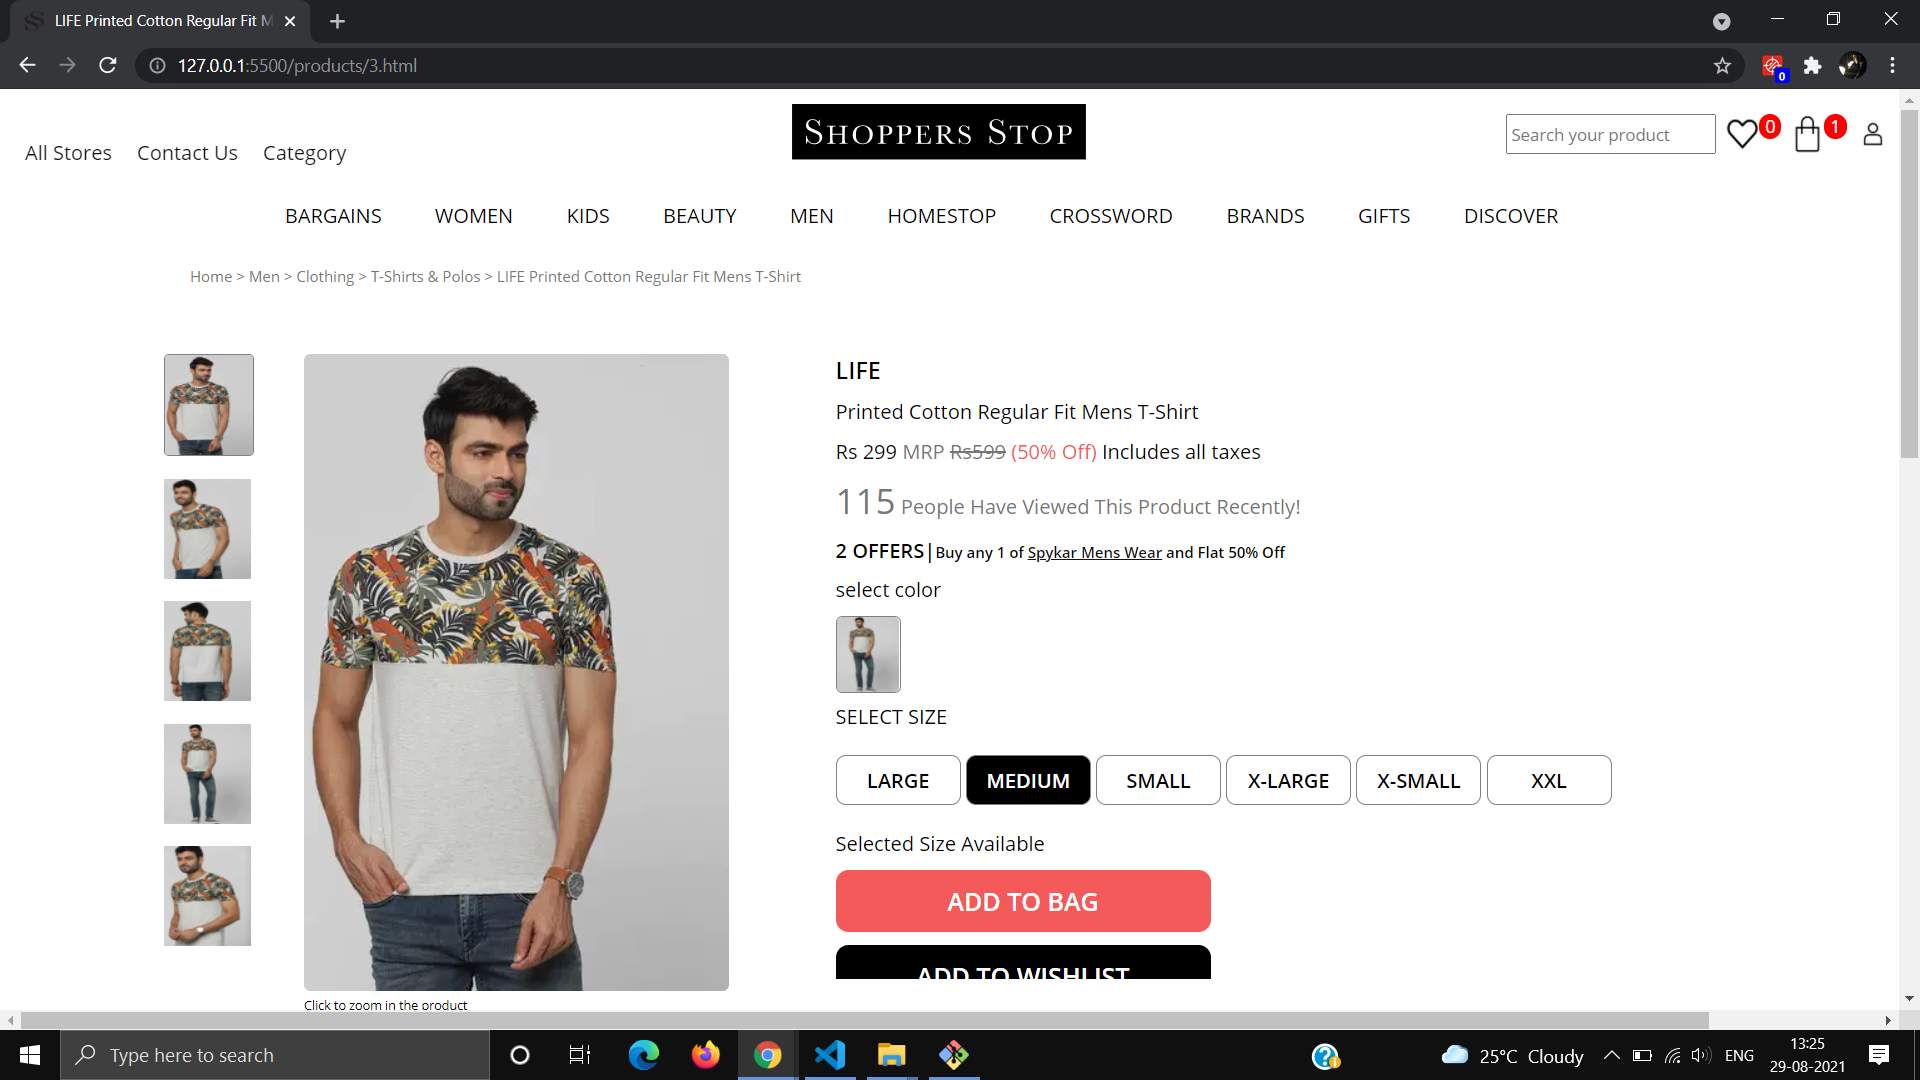 LIFE Printed Cotton Regular Fit M
127.0.0.1:5500/products/3.html
0
All Stores Contact Us Category
SHOPPERS STOP
Search your product
0
1
BARGAINS WOMEN KIDS BEAUTY MEN HOMESTOP CROSSWORD BRANDS GIFTS DISCOVER
Home > Men > Clothing > T-Shirts & Polos > LIFE Printed Cotton Regular Fit Mens T-Shirt
LIFE
Printed Cotton Regular Fit Mens T-Shirt
Rs 299 MRP Rs599 (50% Off) Includes all taxes
115 People Have Viewed This Product Recently!
2 OFFERS|Buy any 1 of Spykar Mens Wear and Flat 50% Off
select color
SELECT SIZE
LARGE MEDIUM SMALL X-LARGE X-SMALL XXL
Selected Size Available
ADD TO BAG
ADD TO WISHLIST
Click to zoom in the product
Type here to search
25°C Cloudy
ENG
13:25
29-08-2021